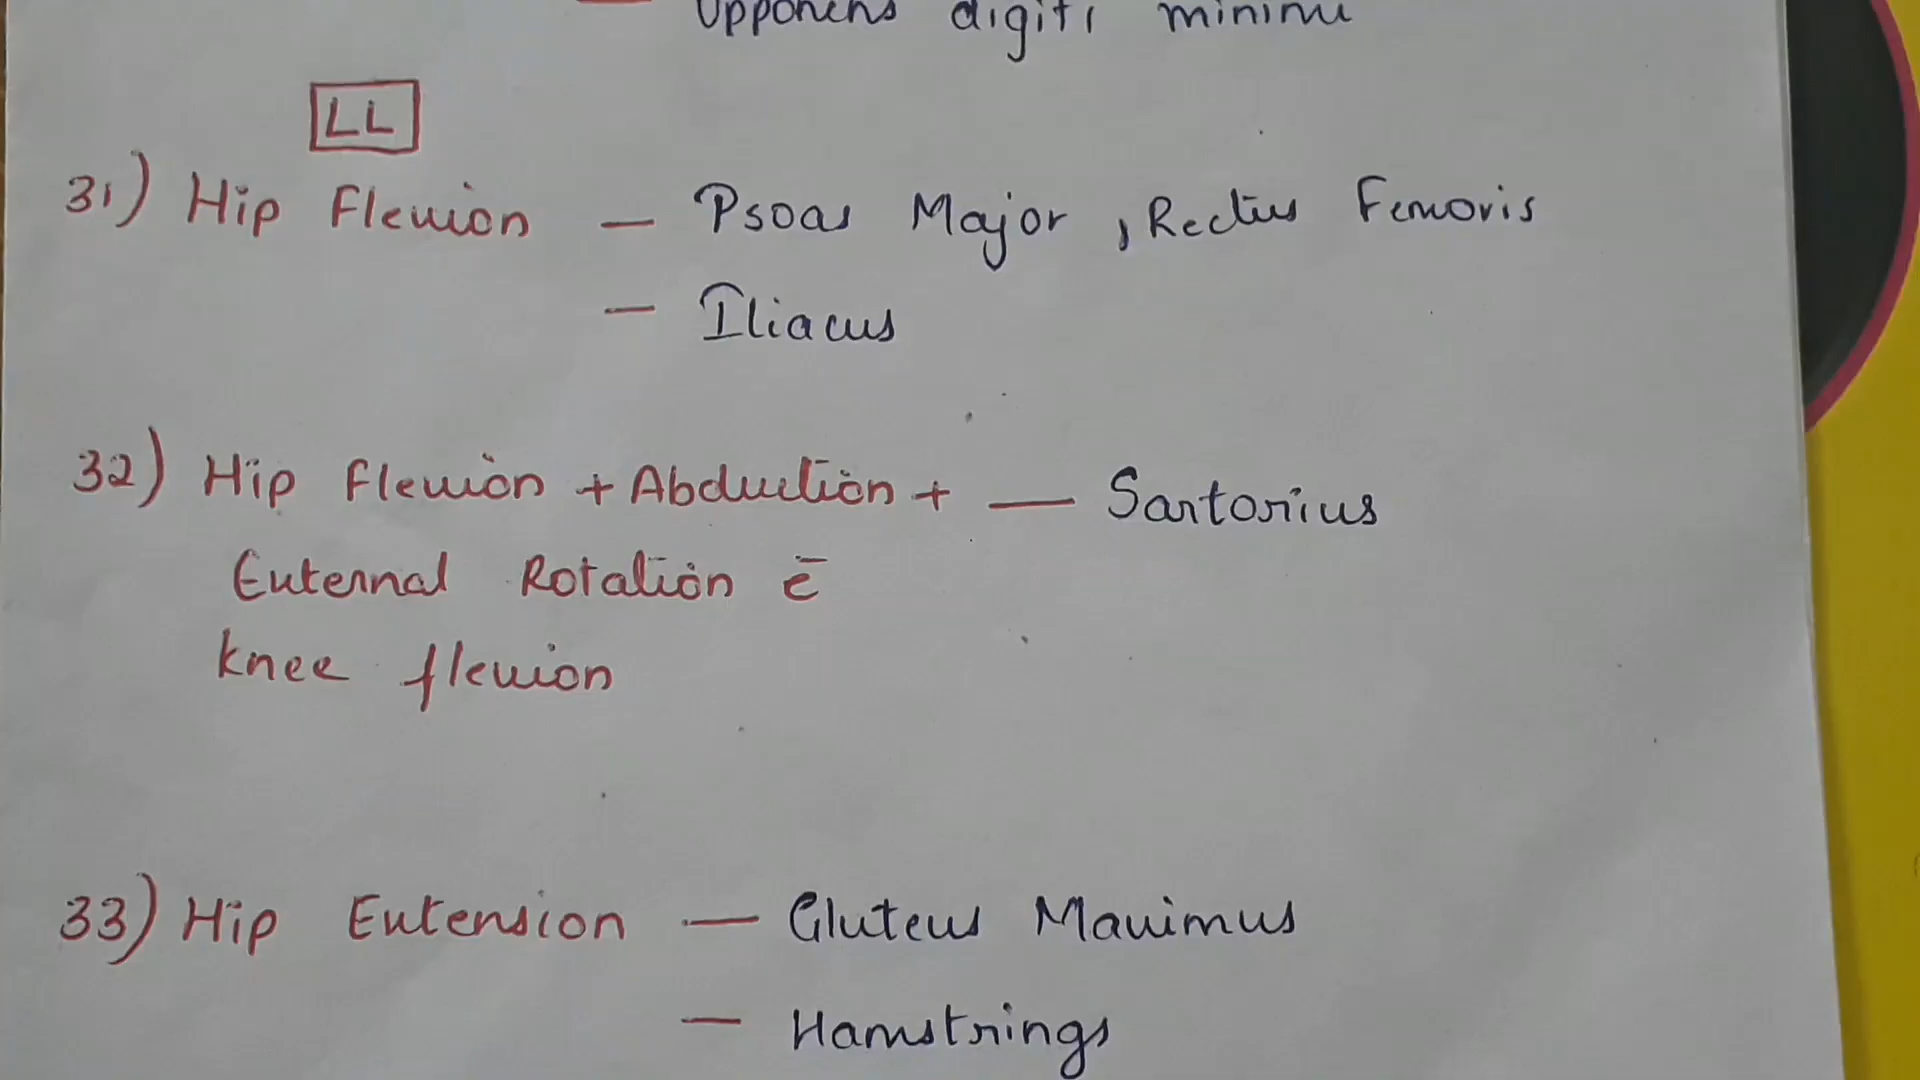 Opponens digiti minimi
LL
31) Hip Flexion — Psoas Major, Rectus Femoris
— Iliacus
32) Hip flexion + Abduction + — Sartorius
External Rotation c̄
knee flexion
33) Hip Extension — Gluteus Maximus
— Hamstrings